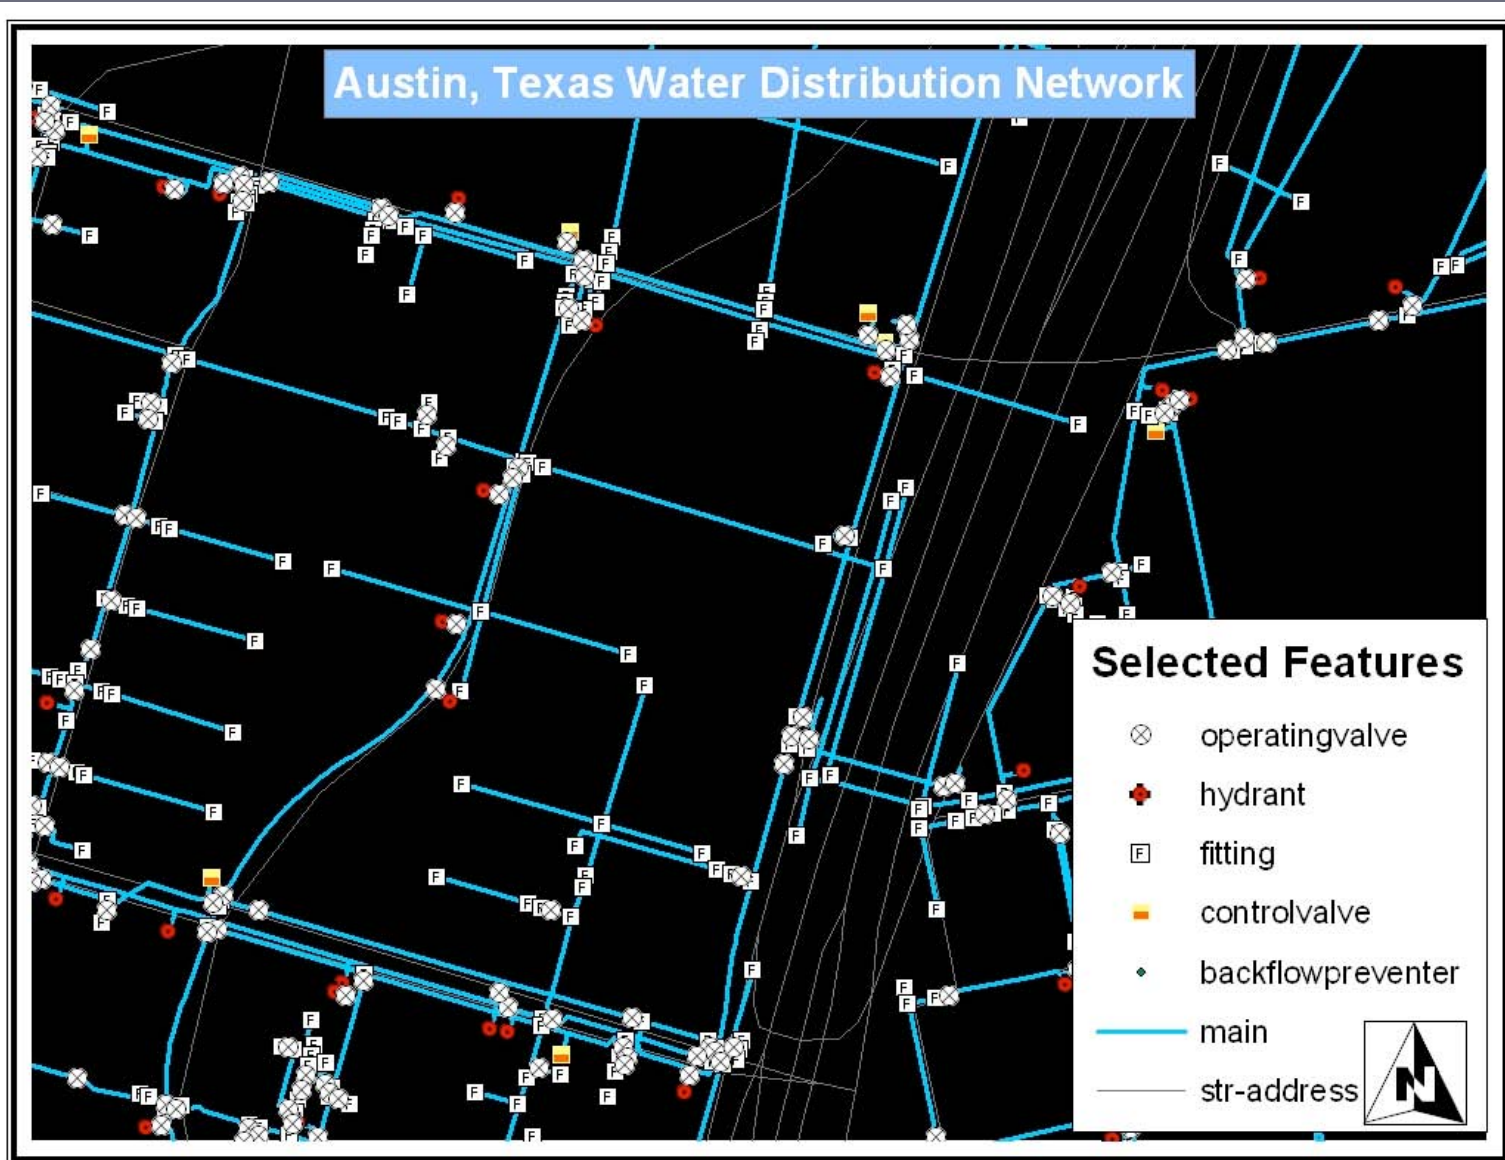 Austin, Texas Water Distribution Network
Selected Features
operatingvalve
hydrant
F fitting
controlvalve
backflowpreventer
main
str-address
N